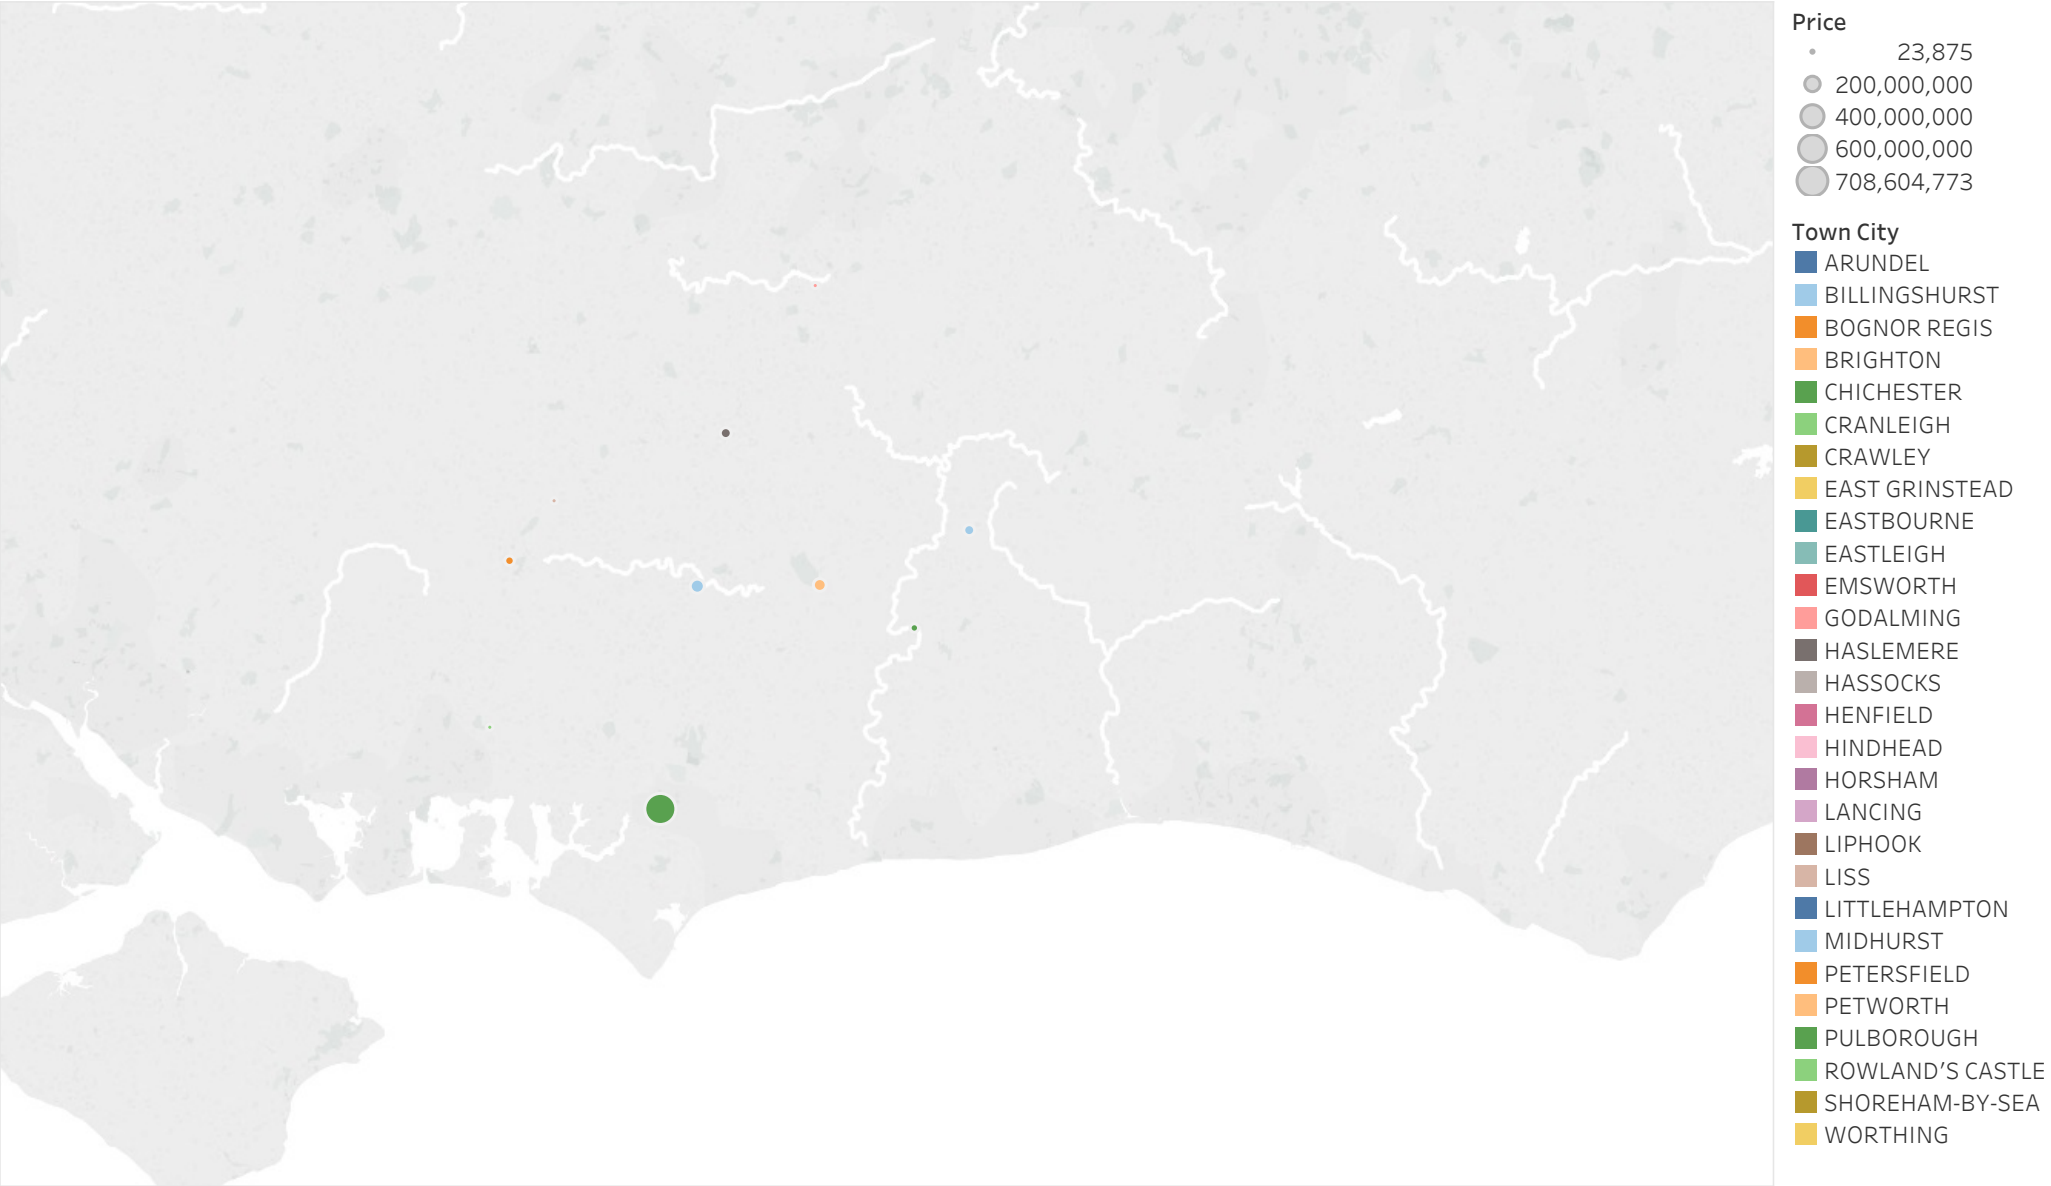 Price
23,875
200,000,000
400,000,000
600,000,000
708,604,773
Town City
ARUNDEL
BILLINGSHURST
BOGNOR REGIS
BRIGHTON
CHICHESTER
CRANLEIGH
CRAWLEY
EAST GRINSTEAD
EASTBOURNE
EASTLEIGH
EMSWORTH
GODALMING
HASLEMERE
HASSOCKS
HENFIELD
HINDHEAD
HORSHAM
LANCING
LIPHOOK
LISS
LITTLEHAMPTON
MIDHURST
PETERSFIELD
PETWORTH
PULBOROUGH
ROWLAND’S CASTLE
SHOREHAM-BY-SEA
WORTHING